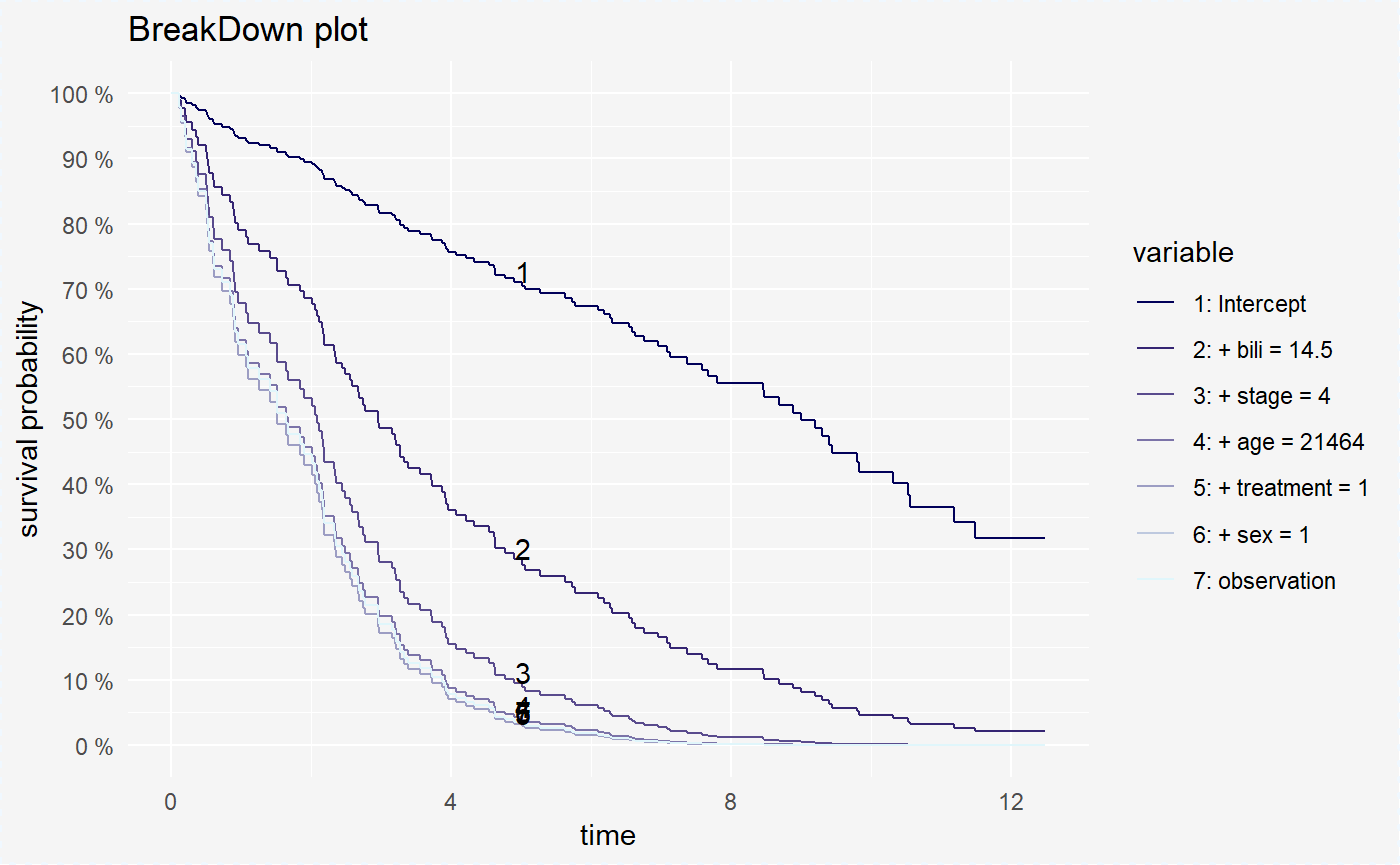 BreakDown plot
100 %
90 %
80 %
70 %
60 %
50 %
40 %
30 %
20 %
10 %
0 %
survival probability
1
2
3
0
4
8
12
time
variable
1: Intercept
2: + bili = 14.5
3: + stage = 4
4: + age = 21464
5: + treatment = 1
6: + sex = 1
7: observation